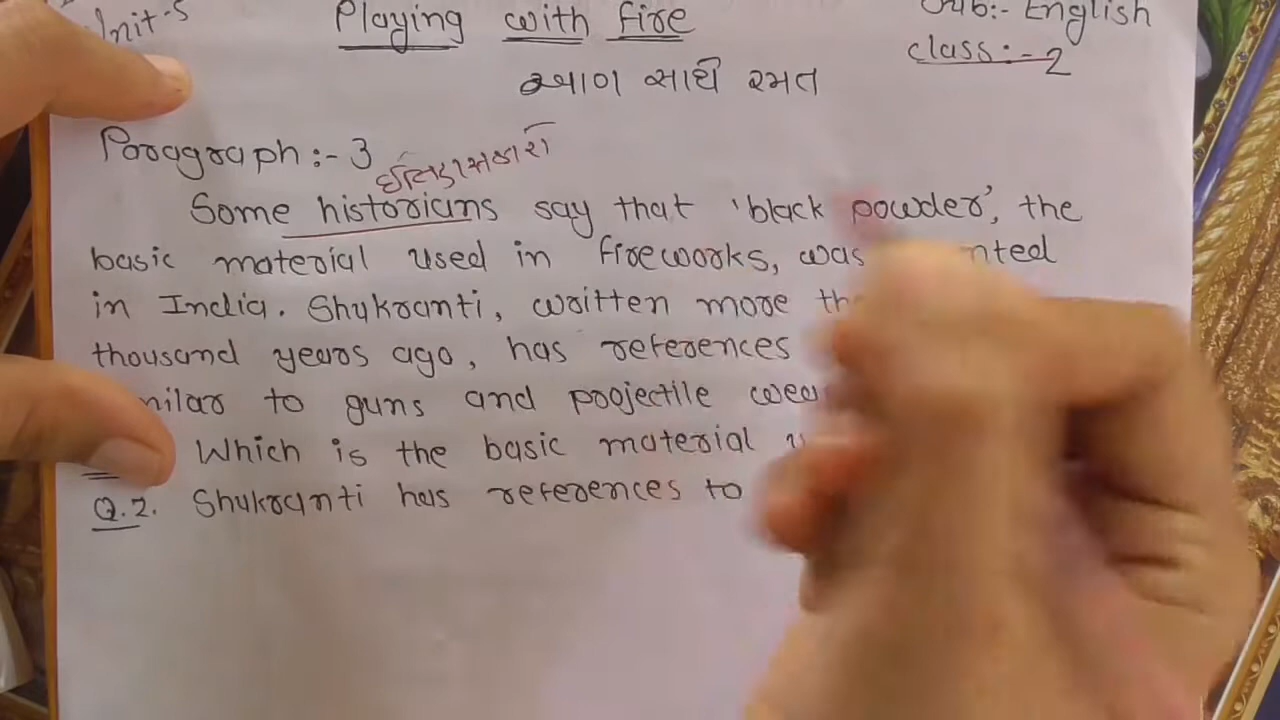 Unit-5
Playing with fire
Sub:- English
class:-2
આગ સાથે રમત
Paragraph:-3
ઈતિહાસકારો
Some historians say that 'black powder', the
basic material used in fireworks, was
in India. Shukranti, written more
thousand years ago, has references
to guns and projectile
Which is the basic material
Q.2. Shukranti has references to